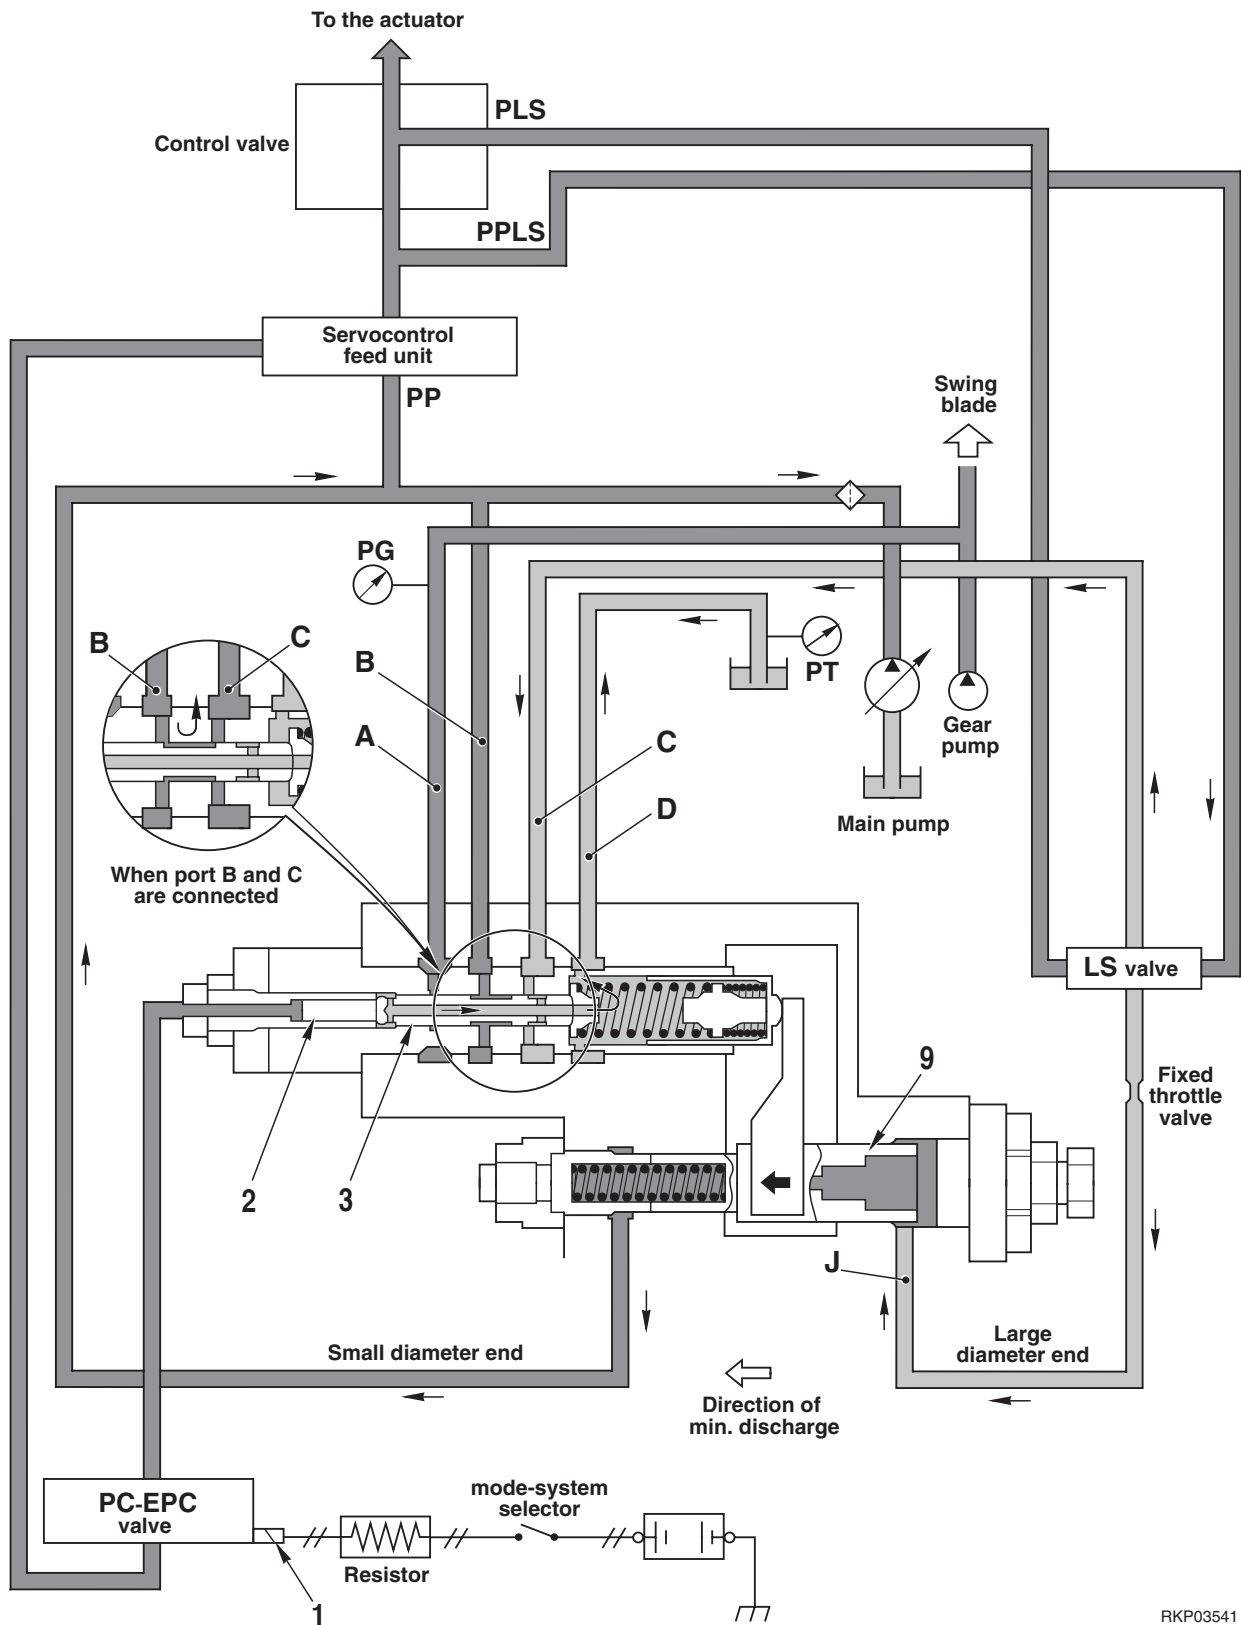 To the actuator
PLS
Control valve
PPLS
Servocontrol
feed unit
PP
Swing
blade
PG
B
C
B
PT
A
Gear
pump
C
D
Main pump
When port B and C
are connected
LS valve
9
Fixed
throttle
valve
2
3
J
Small diameter end
Large
diameter end
Direction of
min. discharge
mode-system
selector
PC-EPC
valve
Resistor
1
RKP03541